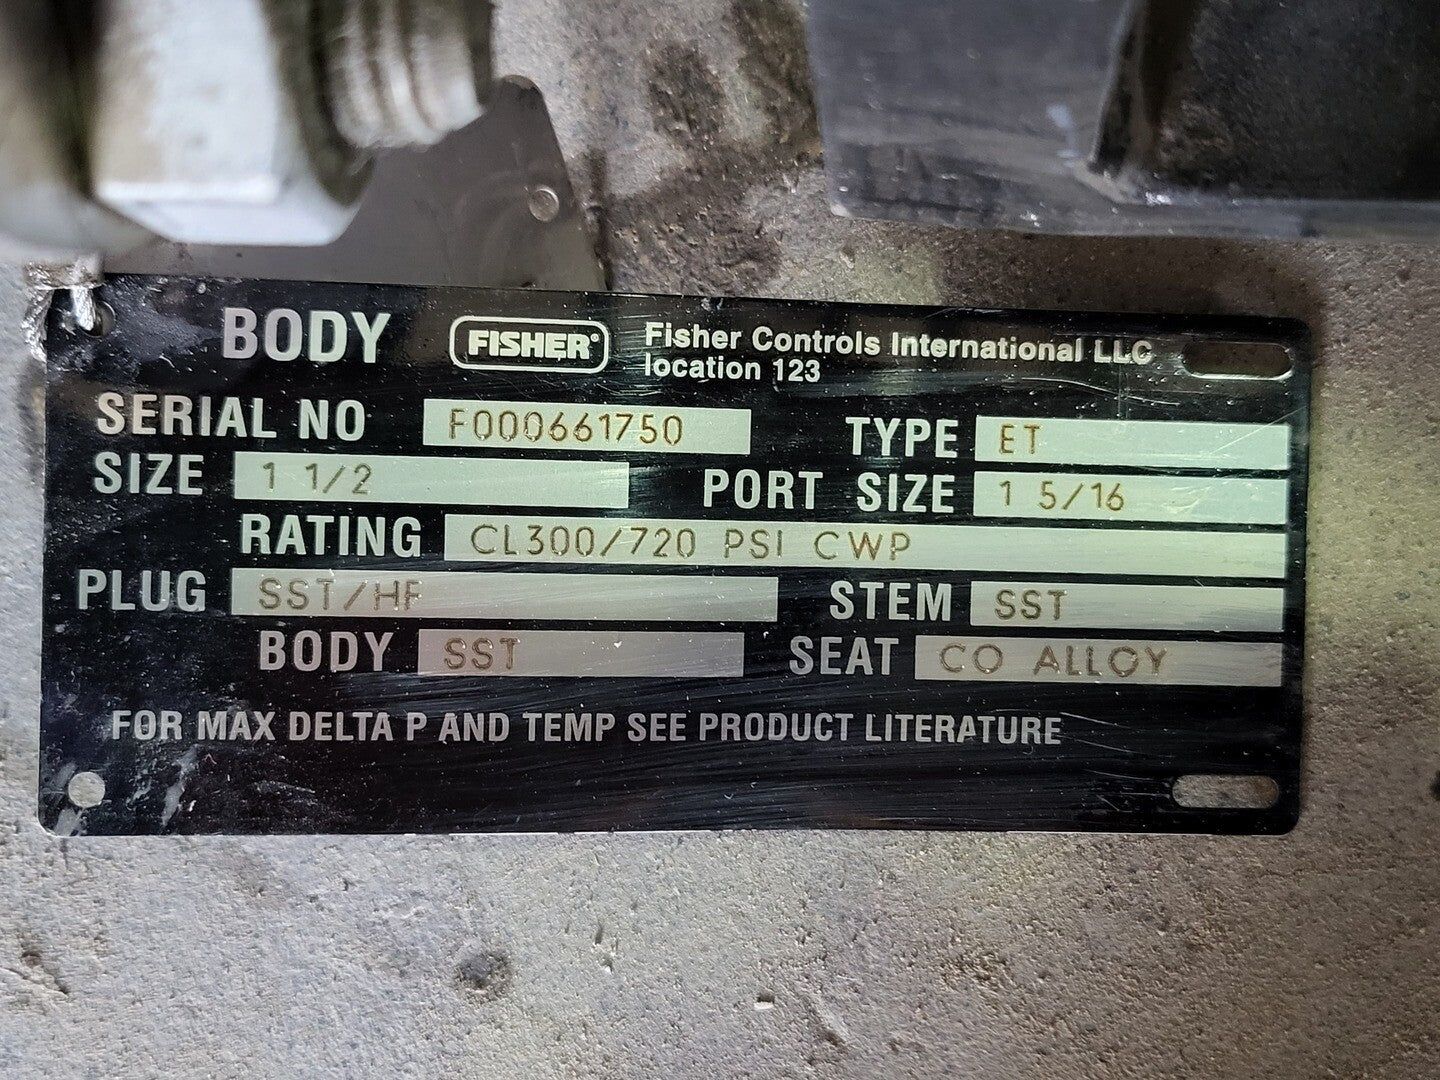 BODY FISHER® Fisher Controls International LLC
location 123
SERIAL NO F000661750 TYPE ET
SIZE 1 1/2 PORT SIZE 1 5/16
RATING CL300/720 PSI CWP
PLUG SST/HF STEM SST
BODY SST SEAT CO ALLOY
FOR MAX DELTA P AND TEMP SEE PRODUCT LITERATURE